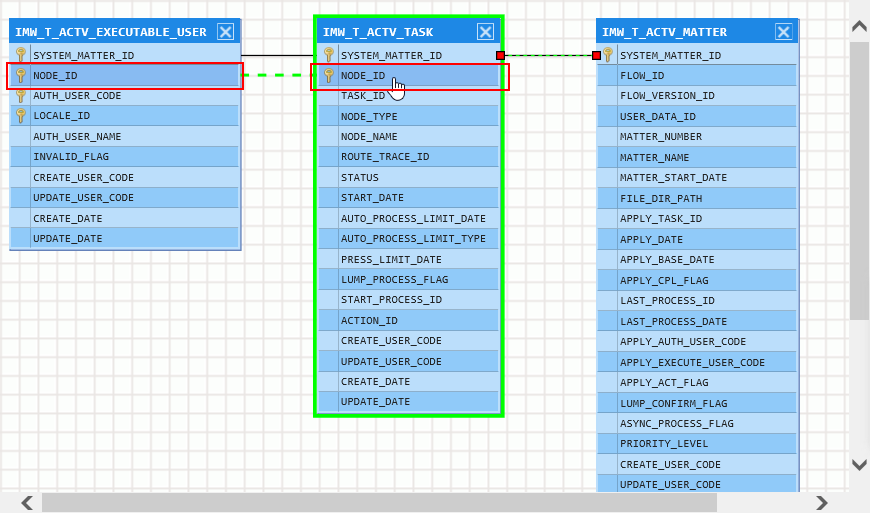 IMW_T_ACTV_EXECUTABLE_USER
SYSTEM_MATTER_ID
NODE_ID
AUTH_USER_CODE
LOCALE_ID
AUTH_USER_NAME
INVALID_FLAG
CREATE_USER_CODE
UPDATE_USER_CODE
CREATE_DATE
UPDATE_DATE
IMW_T_ACTV_TASK
SYSTEM_MATTER_ID
NODE_ID
TASK_ID
NODE_TYPE
NODE_NAME
ROUTE_TRACE_ID
STATUS
START_DATE
AUTO_PROCESS_LIMIT_DATE
AUTO_PROCESS_LIMIT_TYPE
PRESS_LIMIT_DATE
LUMP_PROCESS_FLAG
START_PROCESS_ID
ACTION_ID
CREATE_USER_CODE
UPDATE_USER_CODE
CREATE_DATE
UPDATE_DATE
IMW_T_ACTV_MATTER
SYSTEM_MATTER_ID
FLOW_ID
FLOW_VERSION_ID
USER_DATA_ID
MATTER_NUMBER
MATTER_NAME
MATTER_START_DATE
FILE_DIR_PATH
APPLY_TASK_ID
APPLY_DATE
APPLY_BASE_DATE
APPLY_CPL_FLAG
LAST_PROCESS_ID
LAST_PROCESS_DATE
APPLY_AUTH_USER_CODE
APPLY_EXECUTE_USER_CODE
APPLY_ACT_FLAG
LUMP_CONFIRM_FLAG
ASYNC_PROCESS_FLAG
PRIORITY_LEVEL
CREATE_USER_CODE
UPDATE_USER_CODE